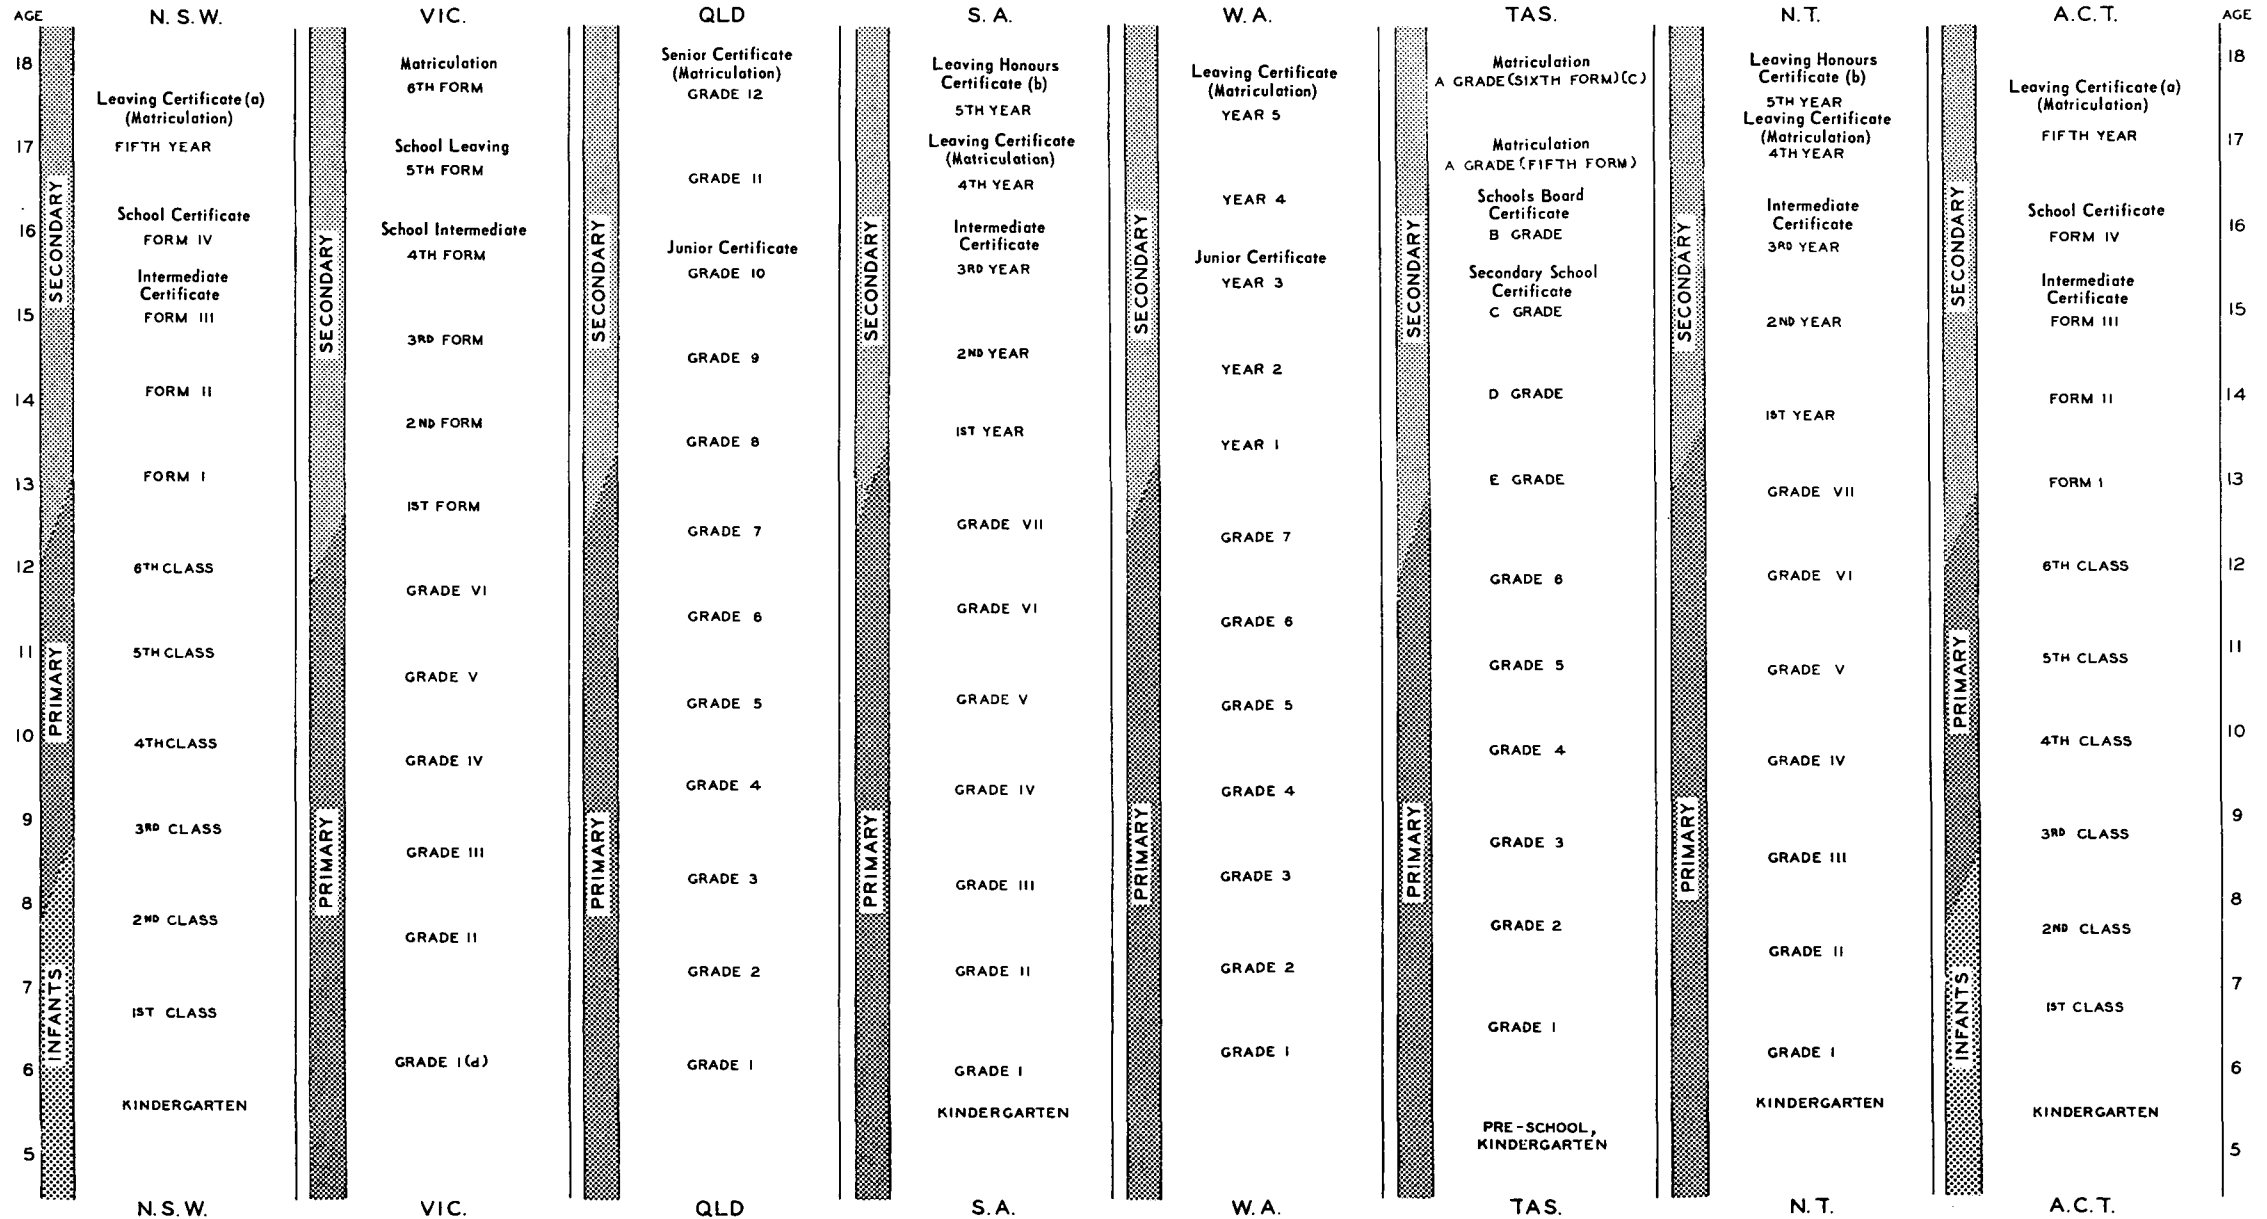 AGE N.S.W. VIC. QLD S.A. W.A. TAS. N.T. A.C.T. AGE
18
17
16
15
14
13
12
11
10
9
8
7
6
5
SECONDARY
PRIMARY
INFANTS
Leaving Certificate (a)
(Matriculation)
FIFTH YEAR
School Certificate
FORM IV
Intermediate
Certificate
FORM III
FORM II
FORM I
6TH CLASS
5TH CLASS
4TH CLASS
3RD CLASS
2ND CLASS
1ST CLASS
KINDERGARTEN
SECONDARY
PRIMARY
Matriculation
6TH FORM
School Leaving
5TH FORM
School Intermediate
4TH FORM
3RD FORM
2ND FORM
1ST FORM
GRADE VI
GRADE V
GRADE IV
GRADE III
GRADE II
GRADE I (d)
SECONDARY
PRIMARY
Senior Certificate
(Matriculation)
GRADE 12
GRADE 11
Junior Certificate
GRADE 10
GRADE 9
GRADE 8
GRADE 7
GRADE 6
GRADE 5
GRADE 4
GRADE 3
GRADE 2
GRADE 1
SECONDARY
PRIMARY
Leaving Honours
Certificate (b)
5TH YEAR
Leaving Certificate
(Matriculation)
4TH YEAR
Intermediate
Certificate
3RD YEAR
2ND YEAR
1ST YEAR
GRADE VII
GRADE VI
GRADE V
GRADE IV
GRADE III
GRADE II
GRADE I
KINDERGARTEN
SECONDARY
PRIMARY
Leaving Certificate
(Matriculation)
YEAR 5
YEAR 4
Junior Certificate
YEAR 3
YEAR 2
YEAR 1
GRADE 7
GRADE 6
GRADE 5
GRADE 4
GRADE 3
GRADE 2
GRADE 1
SECONDARY
PRIMARY
Matriculation
A GRADE (SIXTH FORM) (C)
Matriculation
A GRADE (FIFTH FORM)
Schools Board
Certificate
B GRADE
Secondary School
Certificate
C GRADE
D GRADE
E GRADE
GRADE 6
GRADE 5
GRADE 4
GRADE 3
GRADE 2
GRADE 1
PRE-SCHOOL,
KINDERGARTEN
SECONDARY
PRIMARY
Leaving Honours
Certificate (b)
5TH YEAR
Leaving Certificate
(Matriculation)
4TH YEAR
Intermediate
Certificate
3RD YEAR
2ND YEAR
1ST YEAR
GRADE VII
GRADE VI
GRADE V
GRADE IV
GRADE III
GRADE II
GRADE I
KINDERGARTEN
SECONDARY
PRIMARY
INFANTS
Leaving Certificate (a)
(Matriculation)
FIFTH YEAR
School Certificate
FORM IV
Intermediate
Certificate
FORM III
FORM II
FORM I
6TH CLASS
5TH CLASS
4TH CLASS
3RD CLASS
2ND CLASS
1ST CLASS
KINDERGARTEN
18
17
16
15
14
13
12
11
10
9
8
7
6
5
N.S.W. VIC. QLD S.A. W.A. TAS. N.T. A.C.T.